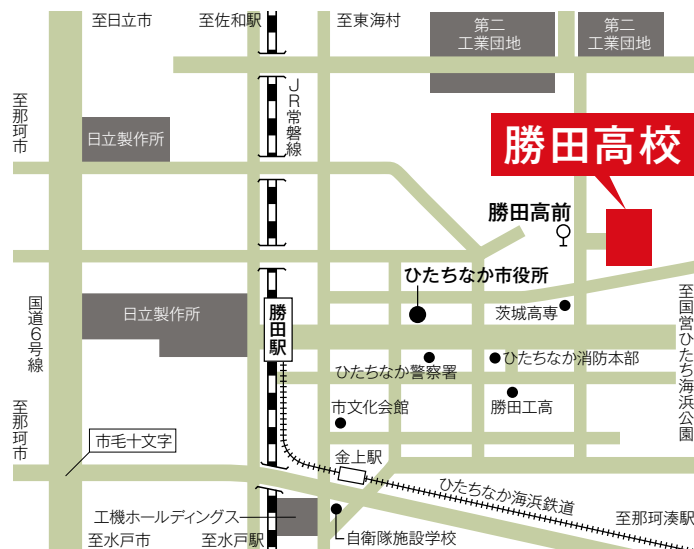 至日立市
至佐和駅
至東海村
第二
工業団地
第二
工業団地
至那珂市
日立製作所
JR常磐線
勝田高校
勝田高前
ひたちなか市役所
国道6号線
日立製作所
勝田駅
茨城高専
至国営ひたち海浜公園
ひたちなか警察署
ひたちなか消防本部
至那珂市
市文化会館
勝田工高
市毛十文字
金上駅
ひたちなか海浜鉄道
工機ホールディングス
至那珂湊駅
至水戸市
至水戸駅
自衛隊施設学校